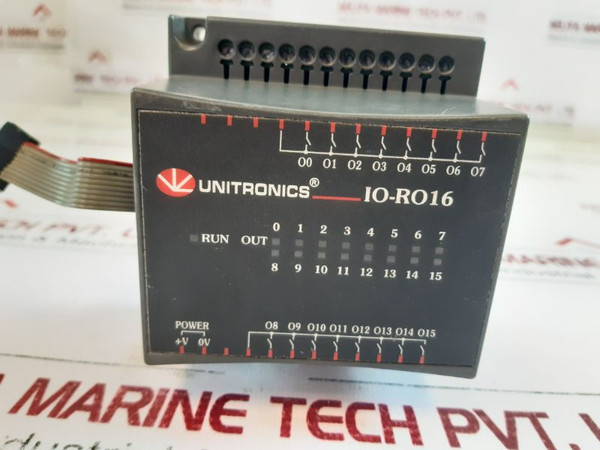 O0 O1 O2 O3 O4 O5 O6 O7
UNITRONICS® IO-RO16
0 1 2 3 4 5 6 7
RUN OUT
8 9 10 11 12 13 14 15
POWER
+V 0V
O8 O9 O10 O11 O12 O13 O14 O15
MARINE TECH PVT.